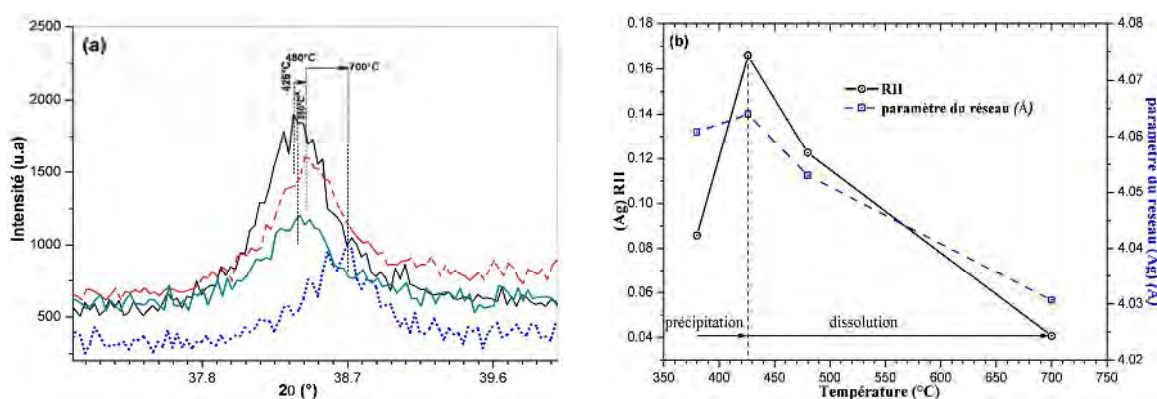 (a)
2500
2000
1500
1000
500
Intensité (u.a)
425°C
480°C
700°C
37.8
38.7
39.6
2θ (°)
(b)
0.18
0.16
0.14
0.12
0.10
0.08
0.06
0.04
(Ag) RII
RII
paramètre du réseau (Å)
précipitation
dissolution
350
400
450
500
550
600
650
700
750
Température (°C)
4.08
4.07
4.06
4.05
4.04
4.03
4.02
paramètre du réseau (Ag) (Å)